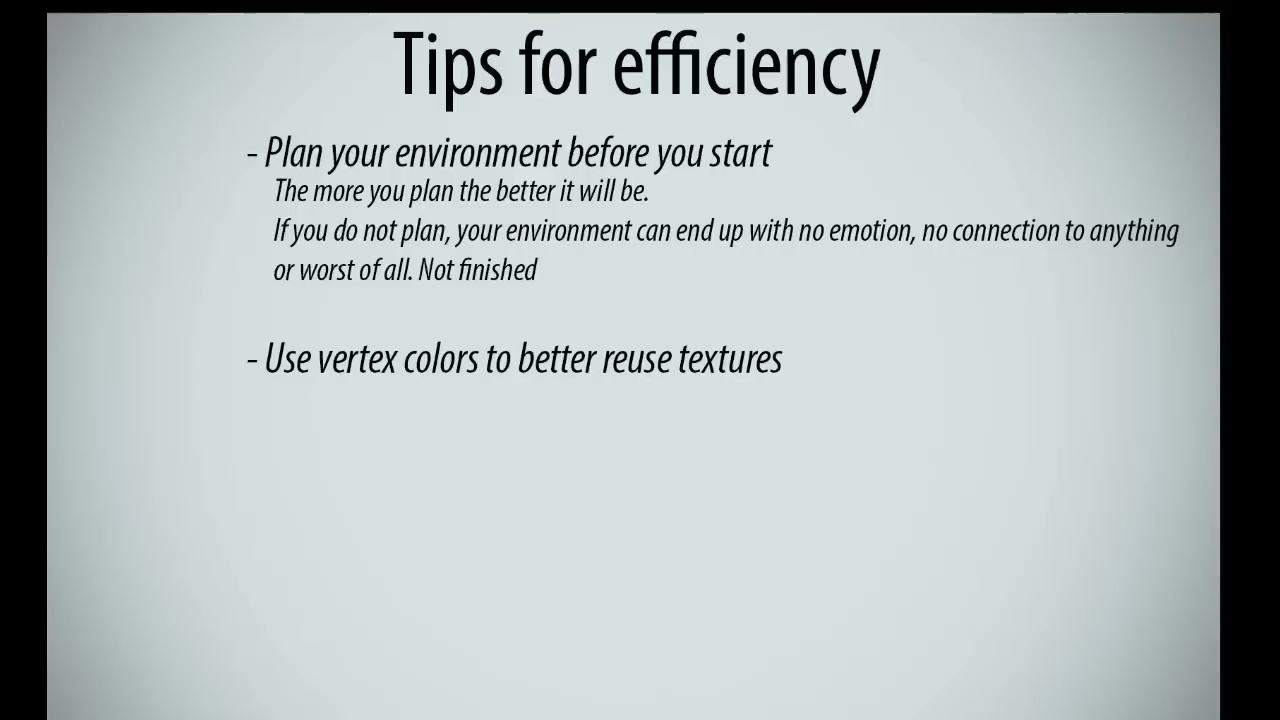 Tips for efficiency
- Plan your environment before you start
The more you plan the better it will be.
If you do not plan, your environment can end up with no emotion, no connection to anything
or worst of all. Not finished
- Use vertex colors to better reuse textures